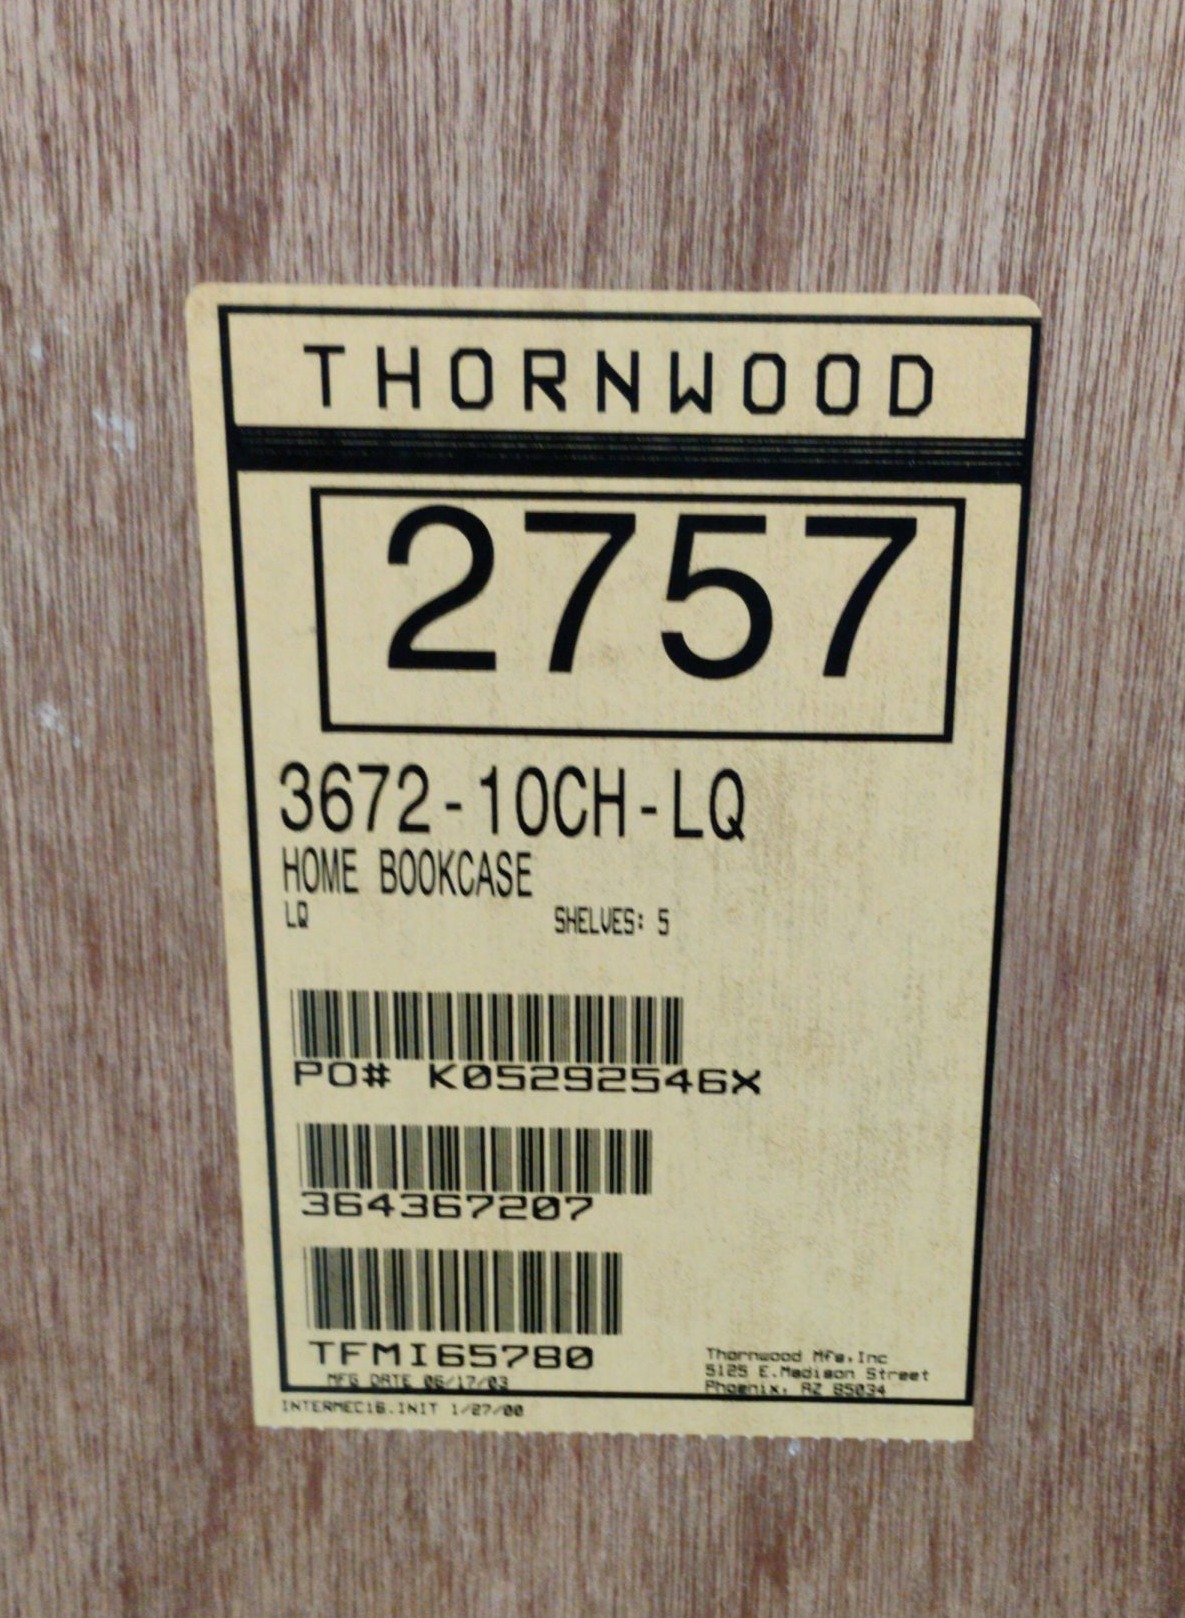 THORNWOOD
2757
3672-10CH-LQ
HOME BOOKCASE
LQ SHELVES: 5
PO# K05292546X
364367207
TFMI65780
MFG DATE 06/17/03
Thornwood Mfg,Inc
5125 E.Madison Street
Phoenix, AZ 85034
INTERMEC16.INIT 1/27/00